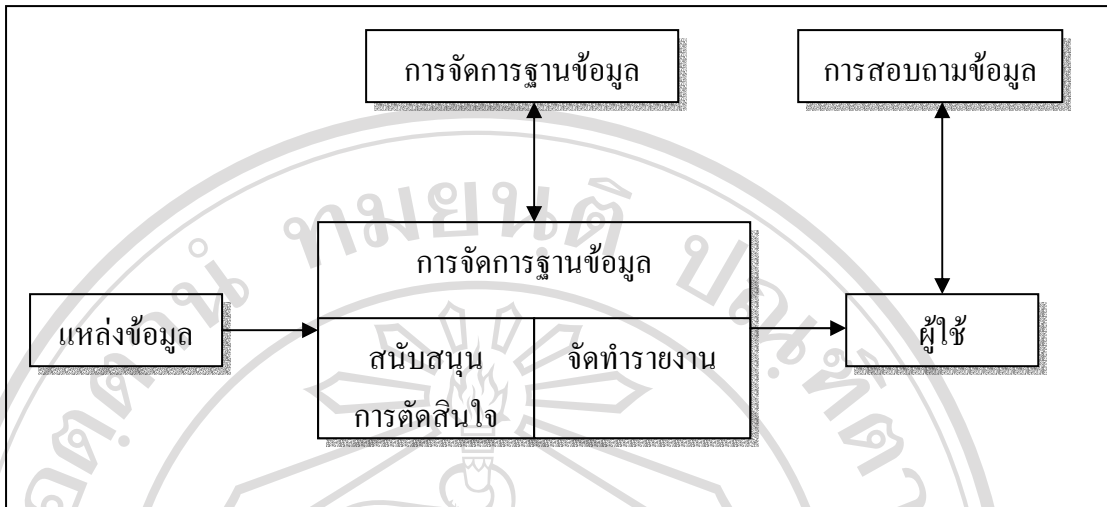 การจัดการฐานข้อมูล
การสอบถามข้อมูล
การจัดการฐานข้อมูล
แหล่งข้อมูล
ผู้ใช้
สนับสนุน
การตัดสินใจ
จัดทำรายงาน